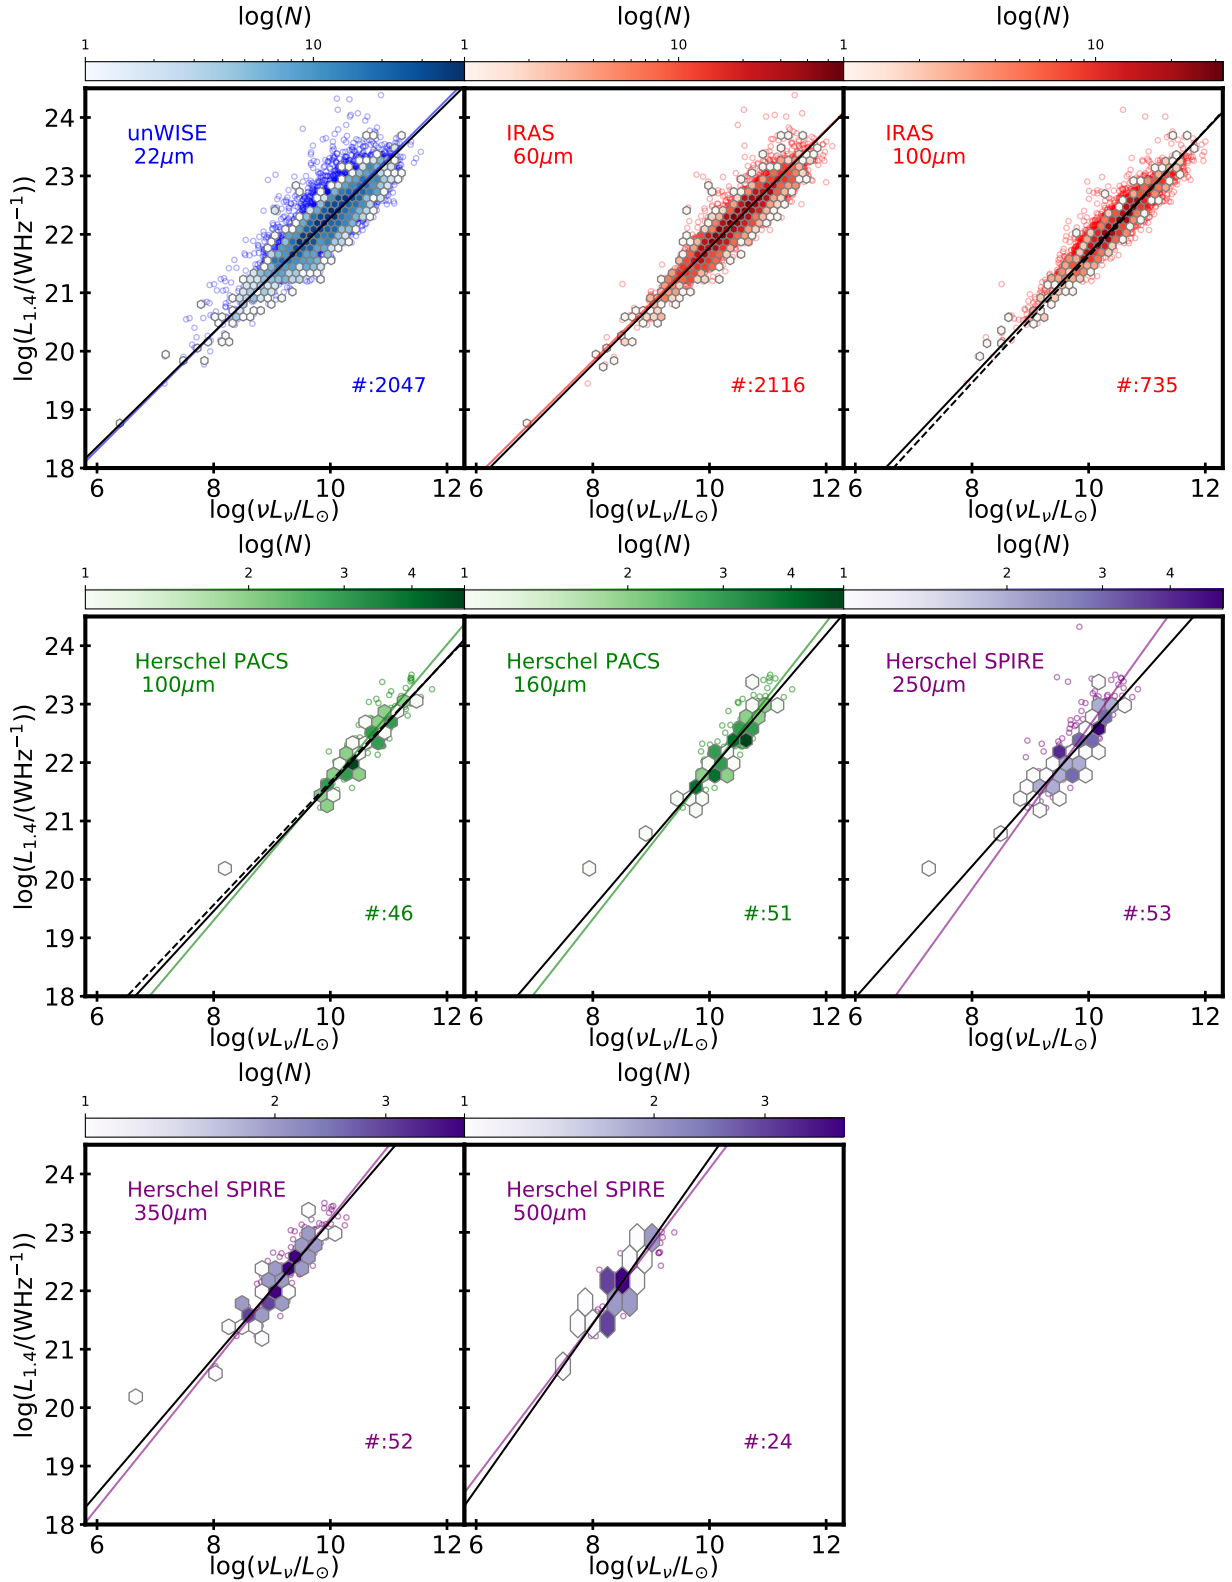 log(N) log(N) log(N)
1 10 1 10 1 10
unWISE
22μm
IRAS
60μm
IRAS
100μm
#:2047 #:2116 #:735
24
23
22
21
20
19
18
log(L1.4/(WHz⁻¹))
6 8 10 12 6 8 10 12 6 8 10 12
log(νLν/L⊙) log(νLν/L⊙) log(νLν/L⊙)
log(N) log(N) log(N)
1 2 3 4 1 2 3 4 1 2 3 4
Herschel PACS
100μm
Herschel PACS
160μm
Herschel SPIRE
250μm
#:46 #:51 #:53
24
23
22
21
20
19
18
log(L1.4/(WHz⁻¹))
6 8 10 12 6 8 10 12 6 8 10 12
log(νLν/L⊙) log(νLν/L⊙) log(νLν/L⊙)
log(N) log(N)
1 2 3 1 2 3
Herschel SPIRE
350μm
Herschel SPIRE
500μm
#:52 #:24
24
23
22
21
20
19
18
log(L1.4/(WHz⁻¹))
6 8 10 12 6 8 10 12
log(νLν/L⊙) log(νLν/L⊙)